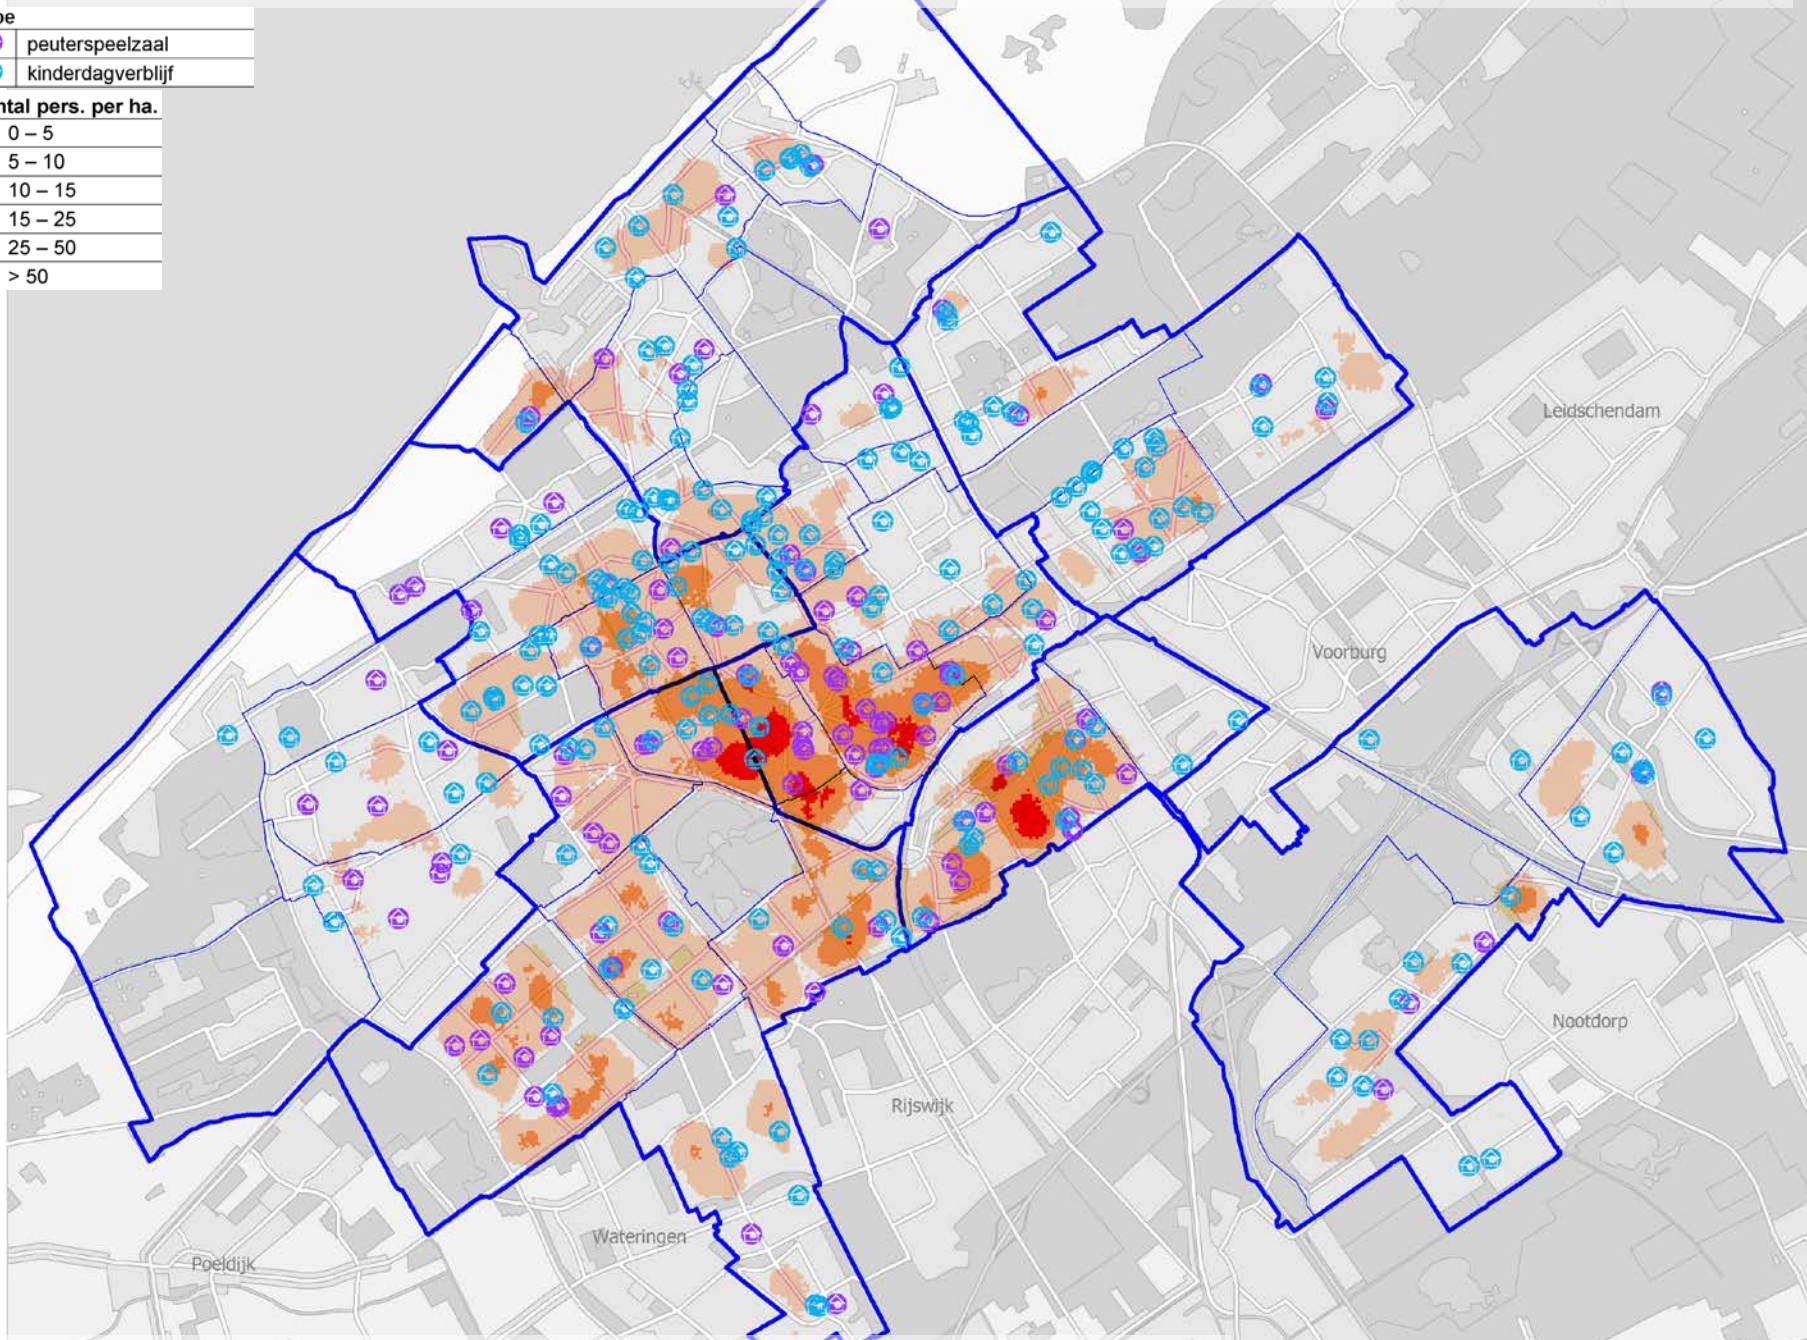 peuterspeelzaal
kinderdagverblijf
pers. per ha.
0 – 5
5 – 10
10 – 15
15 – 25
25 – 50
> 50
Leidschendam
Voorburg
Nootdorp
Rijswijk
Wateringen
Poeldijk